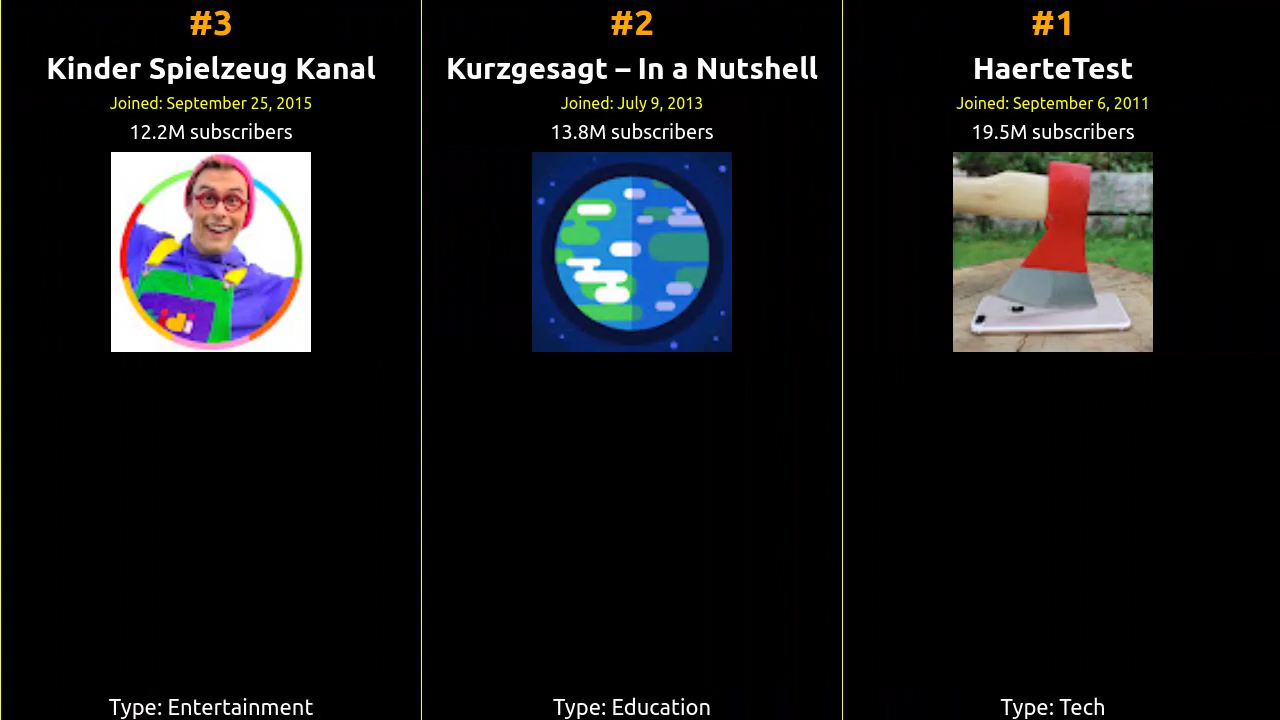 #3
Kinder Spielzeug Kanal
Joined: September 25, 2015
12.2M subscribers
Type: Entertainment
#2
Kurzgesagt – In a Nutshell
Joined: July 9, 2013
13.8M subscribers
Type: Education
#1
HaerteTest
Joined: September 6, 2011
19.5M subscribers
Type: Tech